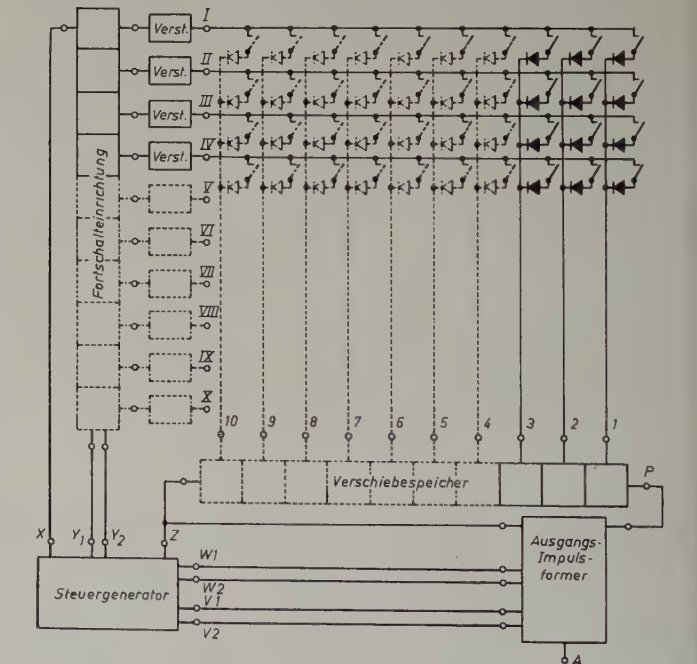 Verst. I
Verst. II
Verst. III
Verst. IV
V
VI
VII
VIII
IX
X
Fortschalteinrichtung
10 9 8 7 6 5 4 3 2 1
Verschiebespeicher
P
X Y1 Y2 Z
Steuergenerator
W1
W2
V1
V2
Ausgangs-
Impuls-
former
A